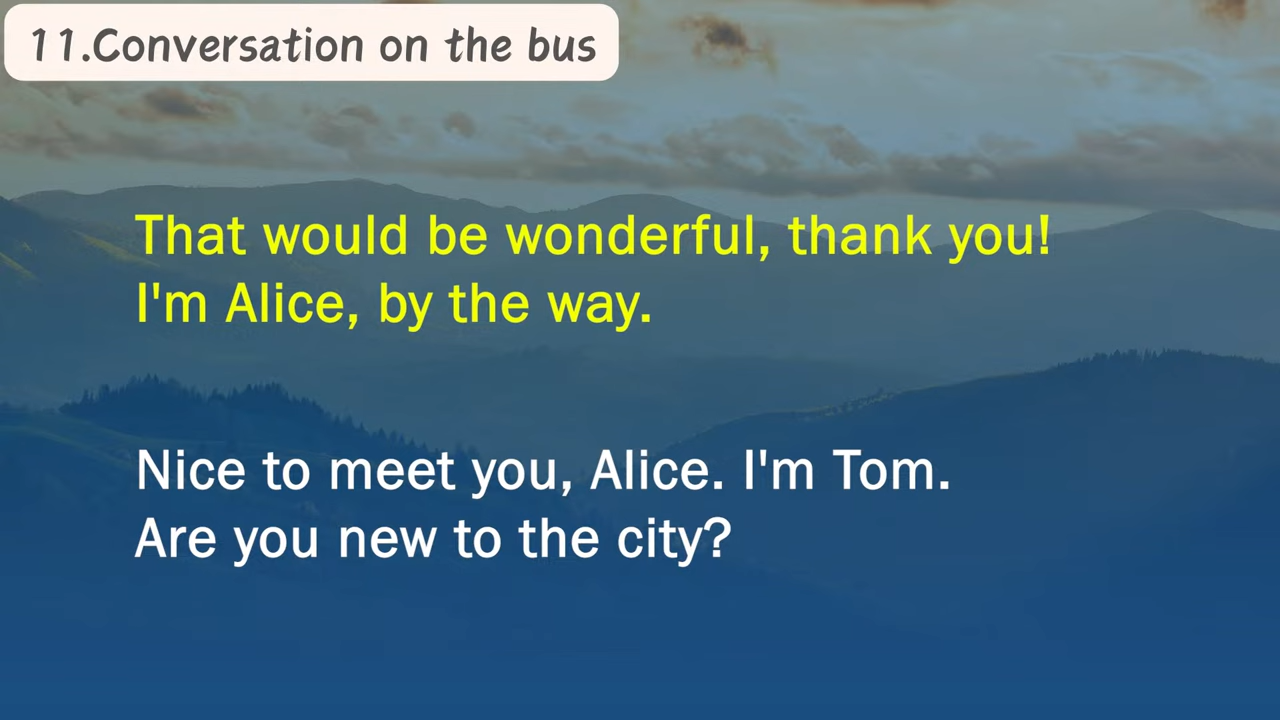 11.Conversation on the bus
That would be wonderful, thank you!
I'm Alice, by the way.
Nice to meet you, Alice. I'm Tom.
Are you new to the city?